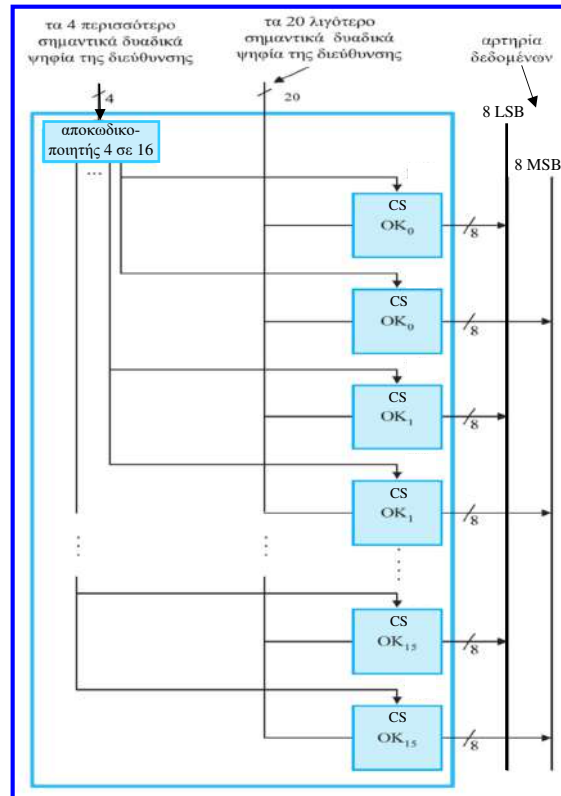 τα 4 περισσότερο
σημαντικά δυαδικά
ψηφία της διεύθυνσης
τα 20 λιγότερο
σημαντικά δυαδικά
ψηφία της διεύθυνσης
αρτηρία
δεδομένων
4
20
8 LSB
8 MSB
αποκωδικο-
ποιητής 4 σε 16
...
CS
OK0
8
CS
OK0
8
CS
OK1
8
CS
OK1
8
CS
OK15
8
CS
OK15
8